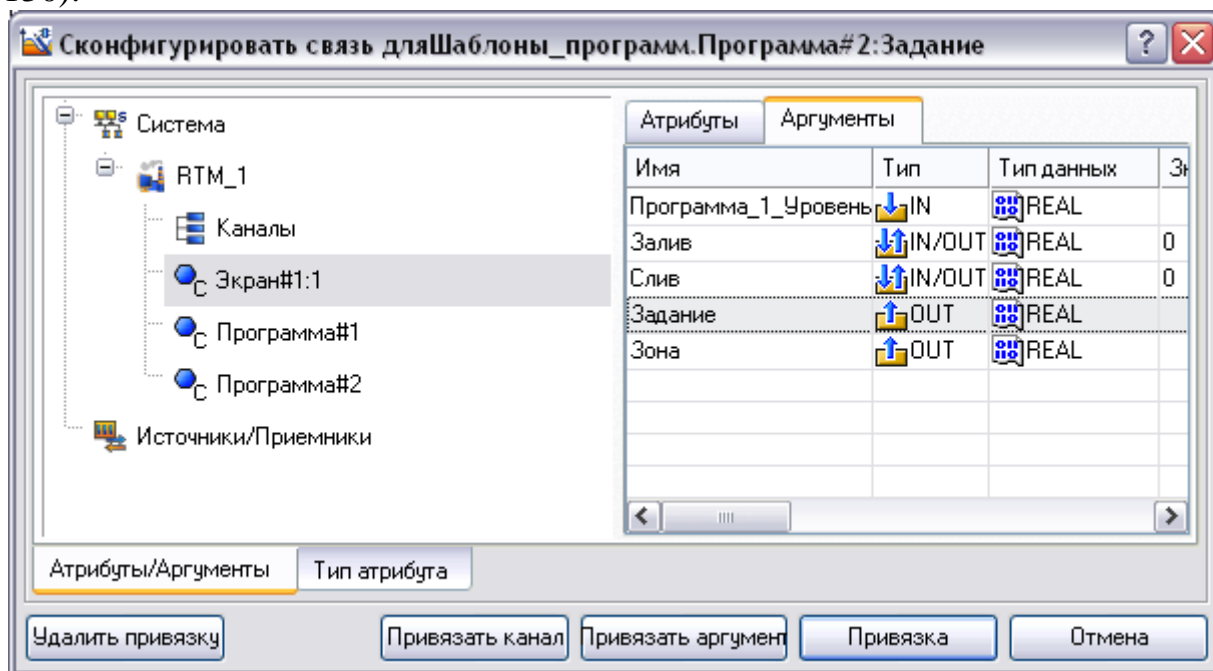 Сконфигурировать связь дляШаблоны_программ.Программа#2:Задание
Система
RTM_1
Каналы
Экран#1:1
Программа#1
Программа#2
Источники/Приемники
Атрибуты Аргументы
Имя Тип Тип данных Зн
Программа_1_Уровень IN REAL
Залив IN/OUT REAL 0
Слив IN/OUT REAL 0
Задание OUT REAL
Зона OUT REAL
Атрибуты/Аргументы Тип атрибута
Удалить привязку Привязать канал Привязать аргумент Привязка Отмена